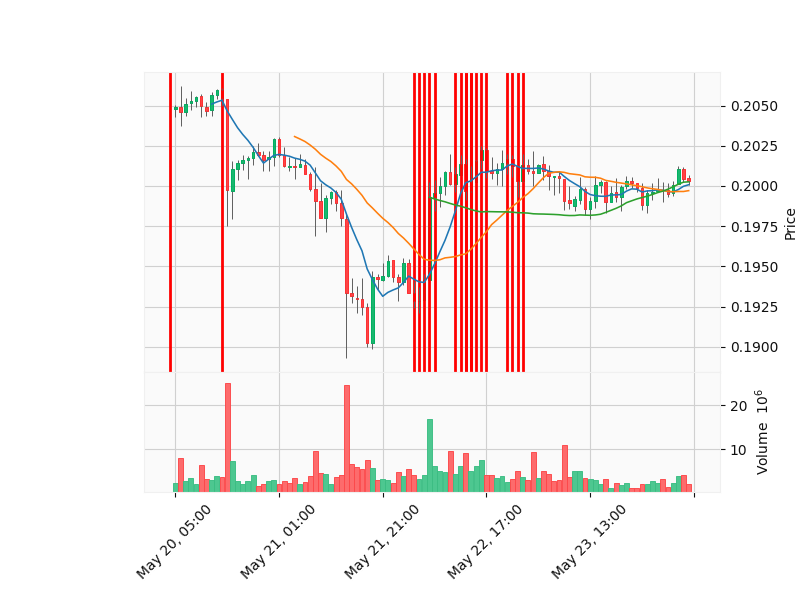 0.2050
0.2025
0.2000
0.1975
0.1950
0.1925
0.1900
Price
20
10
Volume 10^6
May 20, 05:00
May 21, 01:00
May 21, 21:00
May 22, 17:00
May 23, 13:00